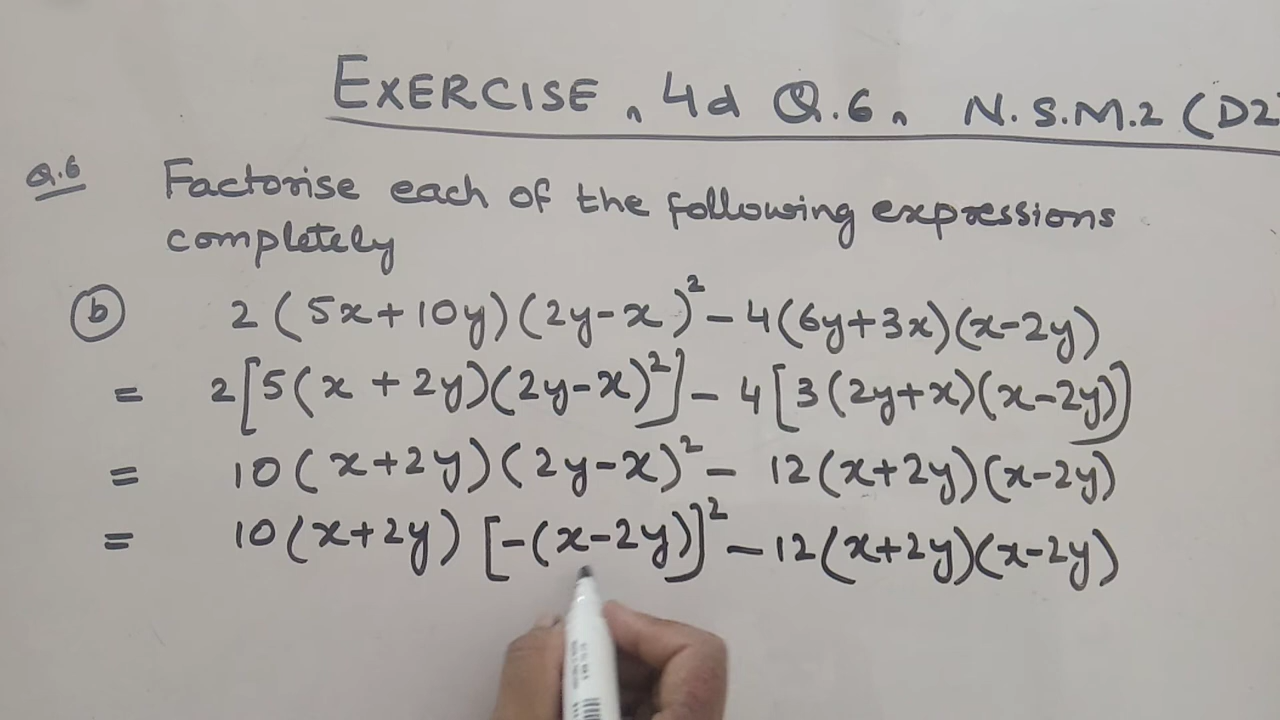 EXERCISE . 4d Q.6 . N.S.M.2 (D2
Q.6 Factorise each of the following expressions
completely
(b) 2(5x+10y)(2y-x)² - 4(6y+3x)(x-2y)
= 2[5(x+2y)(2y-x)²] - 4[3(2y+x)(x-2y)]
= 10(x+2y)(2y-x)² - 12(x+2y)(x-2y)
= 10(x+2y)[-(x-2y)]² - 12(x+2y)(x-2y)